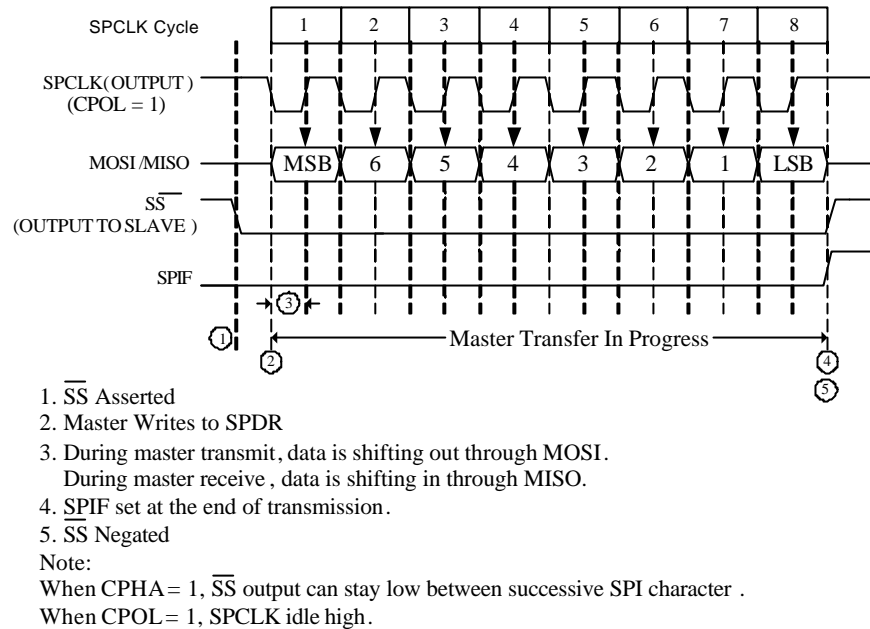 SPCLK Cycle 1 2 3 4 5 6 7 8
SPCLK(OUTPUT)
(CPOL = 1)
MOSI/MISO MSB 6 5 4 3 2 1 LSB
SS
(OUTPUT TO SLAVE)
SPIF
3
1 Master Transfer In Progress
2 4
5
1. SS Asserted
2. Master Writes to SPDR
3. During master transmit, data is shifting out through MOSI.
During master receive, data is shifting in through MISO.
4. SPIF set at the end of transmission.
5. SS Negated
Note:
When CPHA = 1, SS output can stay low between successive SPI character .
When CPOL = 1, SPCLK idle high.